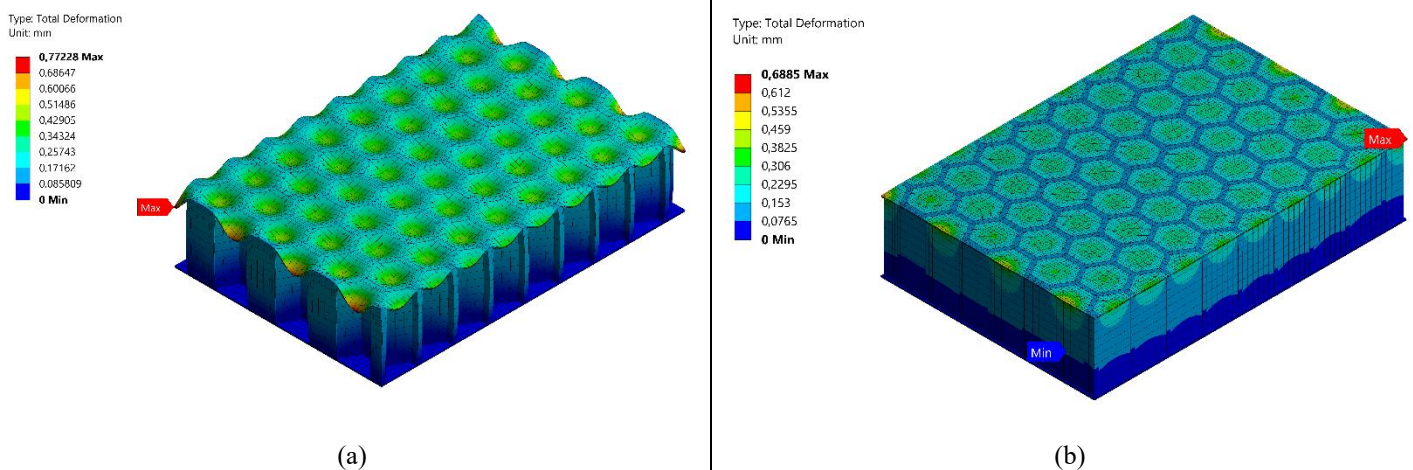 Type: Total Deformation
Unit: mm
0,77228 Max
0,68647
0,60066
0,51486
0,42905
0,34324
0,25743
0,17162
0,085809
0 Min
Max
(a)
Type: Total Deformation
Unit: mm
0,6885 Max
0,612
0,5355
0,459
0,3825
0,306
0,2295
0,153
0,0765
0 Min
Max
Min
(b)